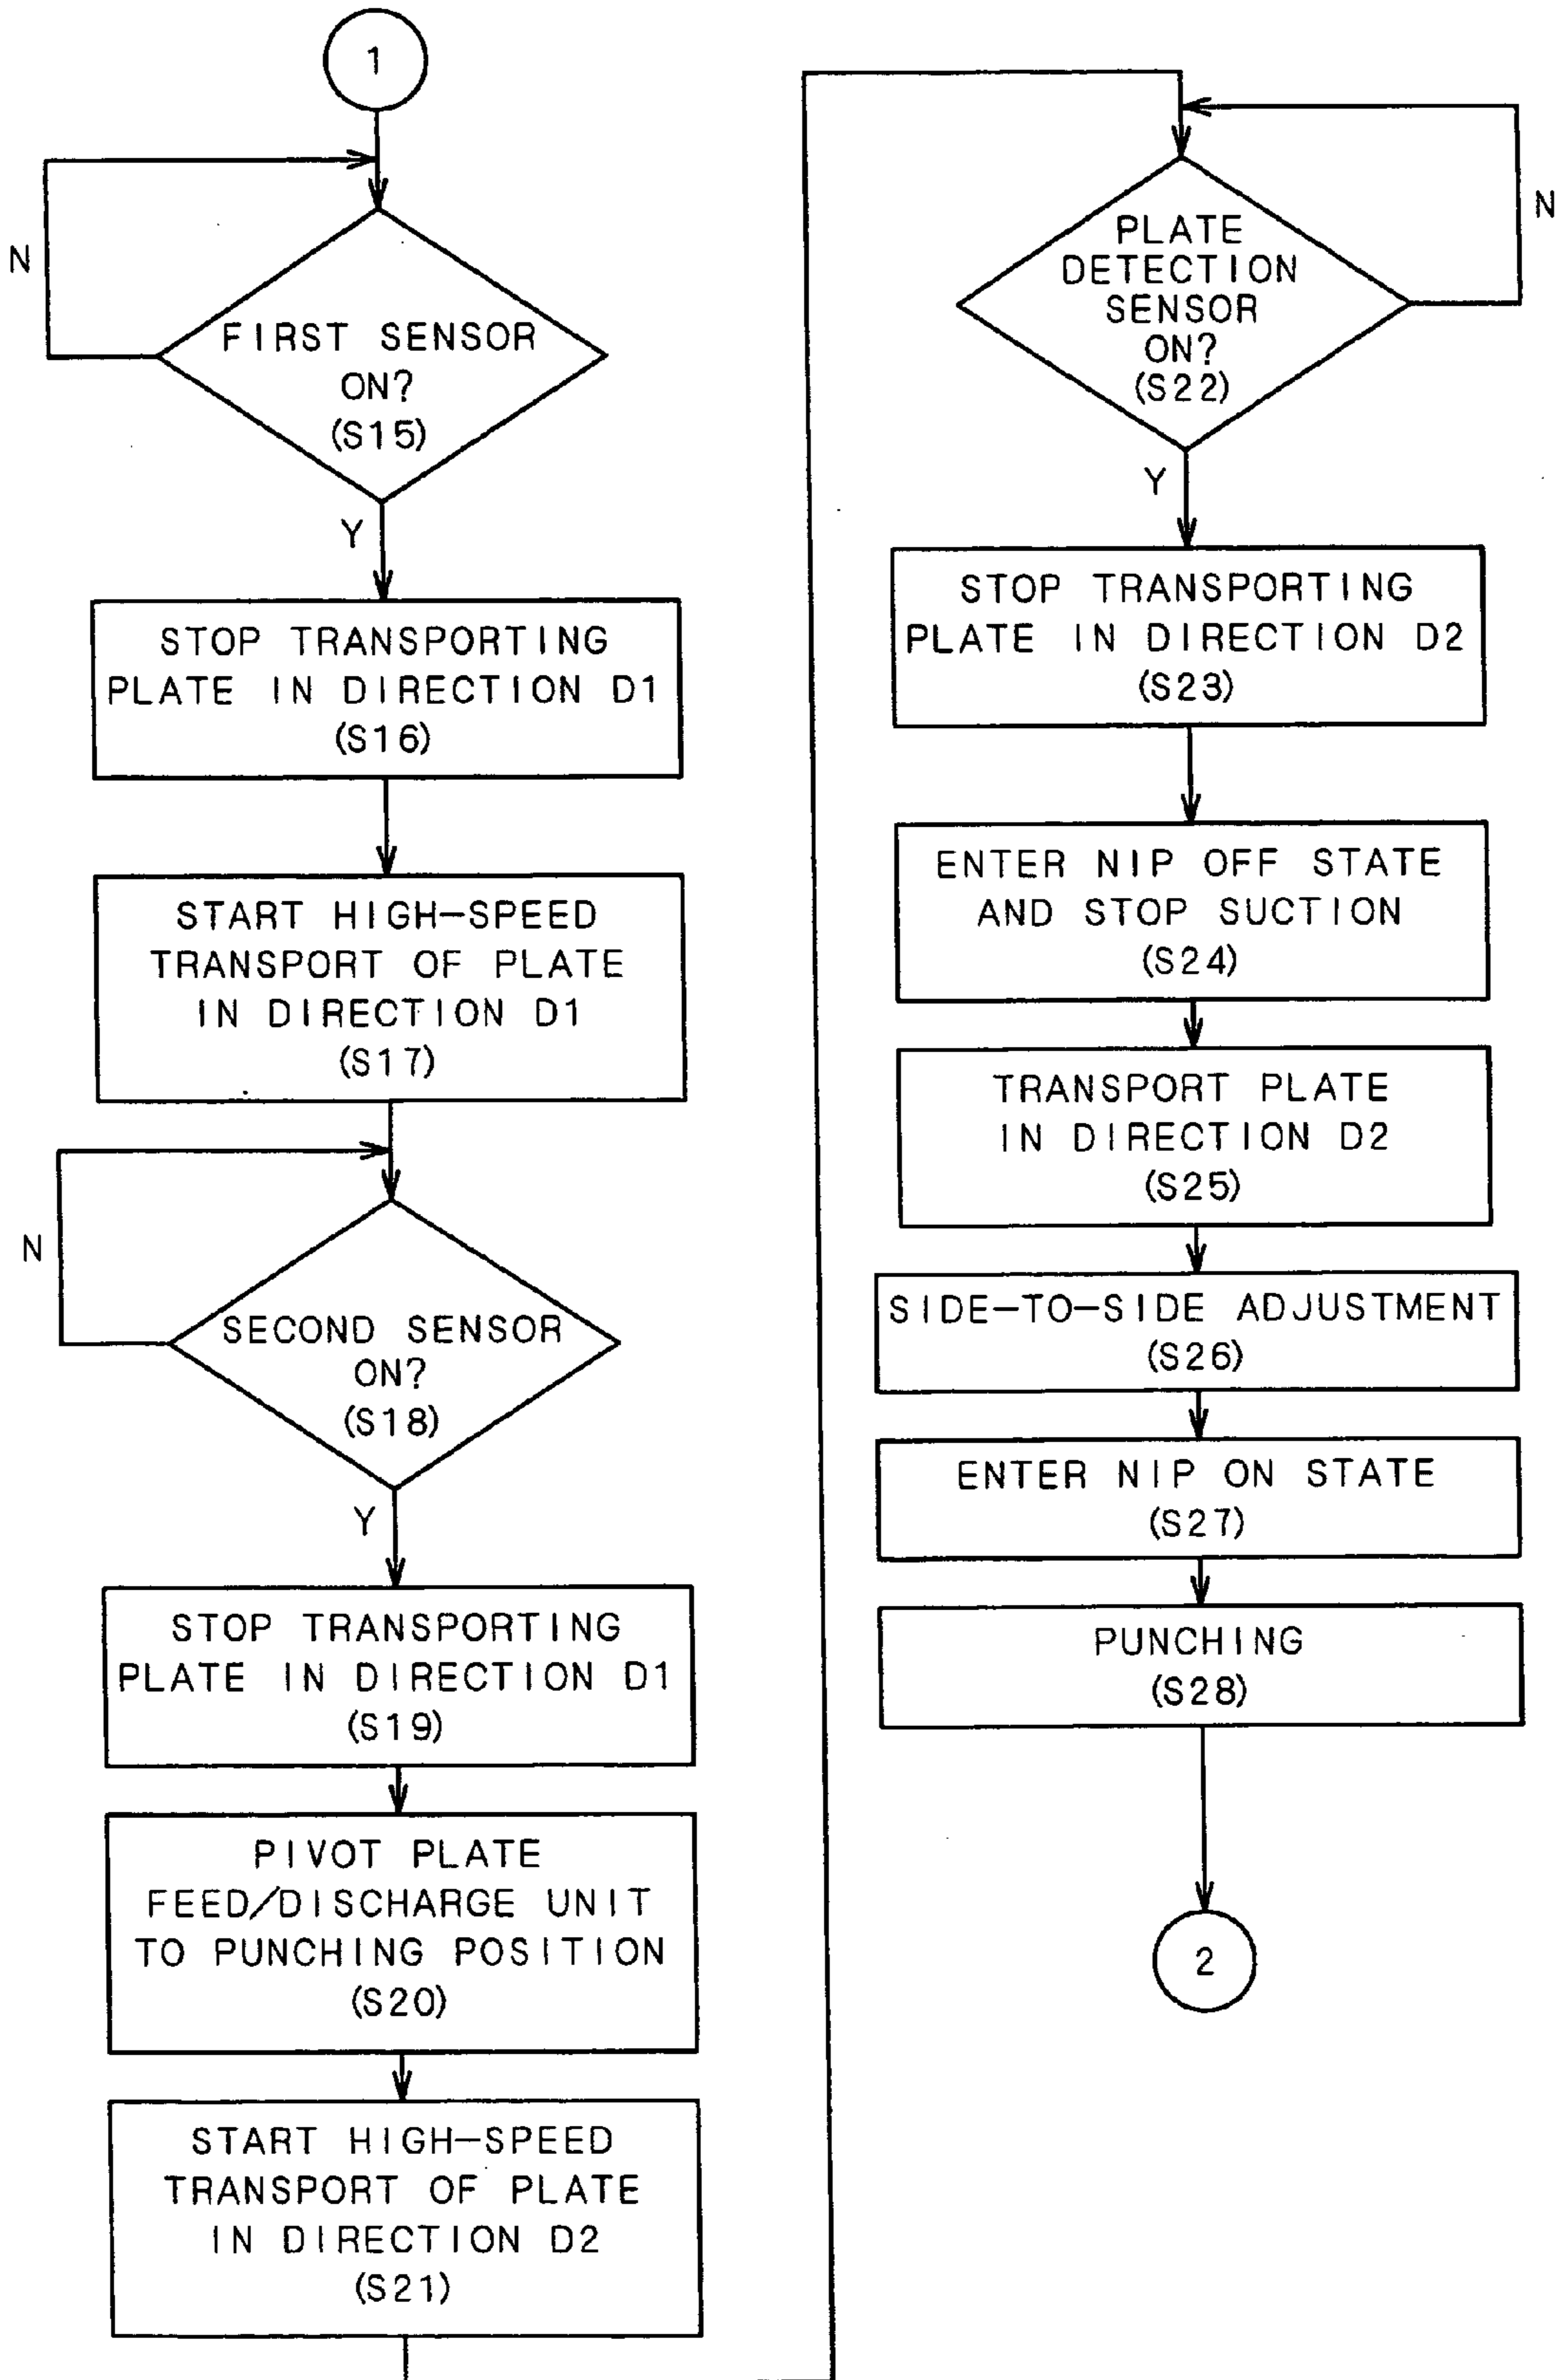 1
N
FIRST SENSOR
ON?
(S15)
Y
STOP TRANSPORTING
PLATE IN DIRECTION D1
(S16)
START HIGH-SPEED
TRANSPORT OF PLATE
IN DIRECTION D1
(S17)
N
SECOND SENSOR
ON?
(S18)
Y
STOP TRANSPORTING
PLATE IN DIRECTION D1
(S19)
PIVOT PLATE
FEED/DISCHARGE UNIT
TO PUNCHING POSITION
(S20)
START HIGH-SPEED
TRANSPORT OF PLATE
IN DIRECTION D2
(S21)
N
PLATE
DETECTION
SENSOR
ON?
(S22)
Y
STOP TRANSPORTING
PLATE IN DIRECTION D2
(S23)
ENTER NIP OFF STATE
AND STOP SUCTION
(S24)
TRANSPORT PLATE
IN DIRECTION D2
(S25)
SIDE-TO-SIDE ADJUSTMENT
(S26)
ENTER NIP ON STATE
(S27)
PUNCHING
(S28)
2